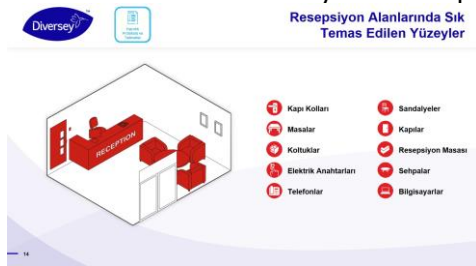 Diversey
Resepsiyon Alanlarında Sık
Temas Edilen Yüzeyler
RECEPTION
Kapı Kolları
Masalar
Koltuklar
Elektrik Anahtarları
Telefonlar
Sandalyeler
Kapılar
Resepsiyon Masası
Sehpalar
Bilgisayarlar
14